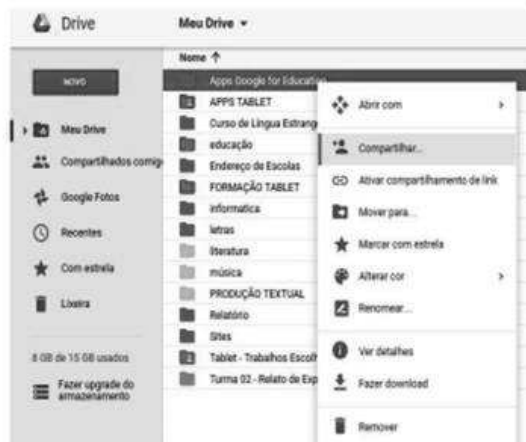 Drive
Meu Drive
Nome
NOVO
Apps Google for Education
APPS TABLET
Curso de Lingua Estrang
educação
Endereço de Escolas
FORMAÇÃO TABLET
informatica
letras
literatura
música
PRODUÇÃO TEXTUAL
Relatório
Sites
Tablet - Trabalhos Escolh
Turma 02 - Relato de Exp
Meu Drive
Compartilhados comig
Google Fotos
Recentes
Com estrela
Lixeira
8 GB de 15 GB usados
Fazer upgrade do
armazenamento
Abrir com
Compartilhar...
Ativar compartilhamento de link
Mover para...
Marcar com estrela
Alterar cor
Renomear...
Ver detalhes
Fazer download
Remover